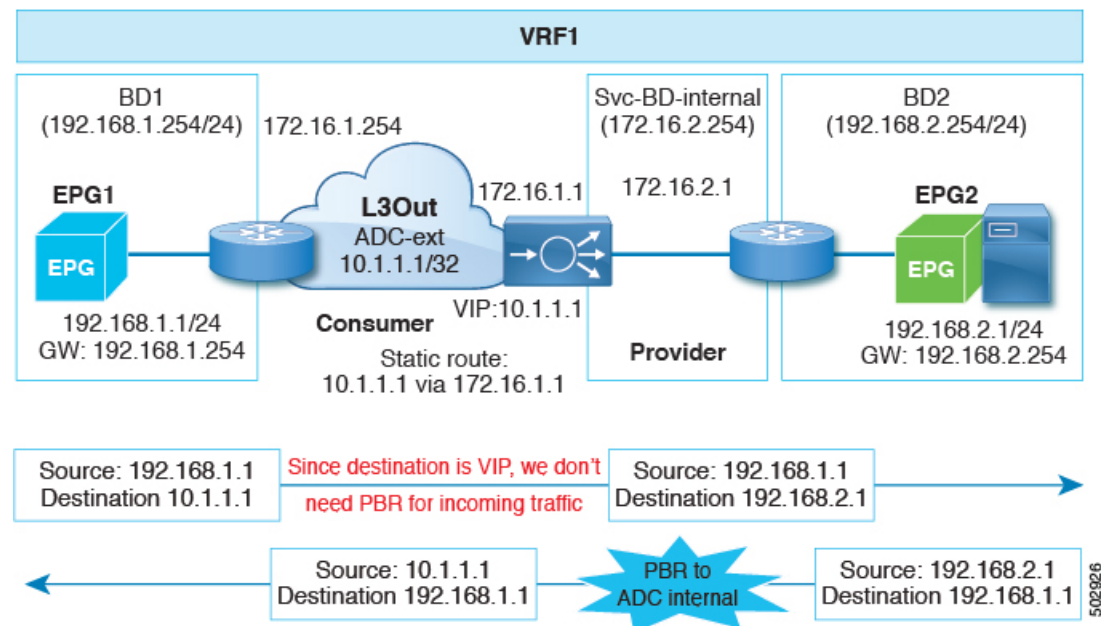 VRF1
BD1
(192.168.1.254/24)
172.16.1.254
Svc-BD-internal
(172.16.2.254)
BD2
(192.168.2.254/24)
EPG1
EPG
192.168.1.1/24
GW: 192.168.1.254
L3Out
ADC-ext
10.1.1.1/32
172.16.1.1
VIP:10.1.1.1
Consumer
Static route:
10.1.1.1 via 172.16.1.1
172.16.2.1
Provider
EPG2
EPG
192.168.2.1/24
GW: 192.168.2.254
Source: 192.168.1.1
Destination 10.1.1.1
Since destination is VIP, we don't
need PBR for incoming traffic
Source: 192.168.1.1
Destination 192.168.2.1
Source: 10.1.1.1
Destination 192.168.1.1
PBR to
ADC internal
Source: 192.168.2.1
Destination 192.168.1.1
502926